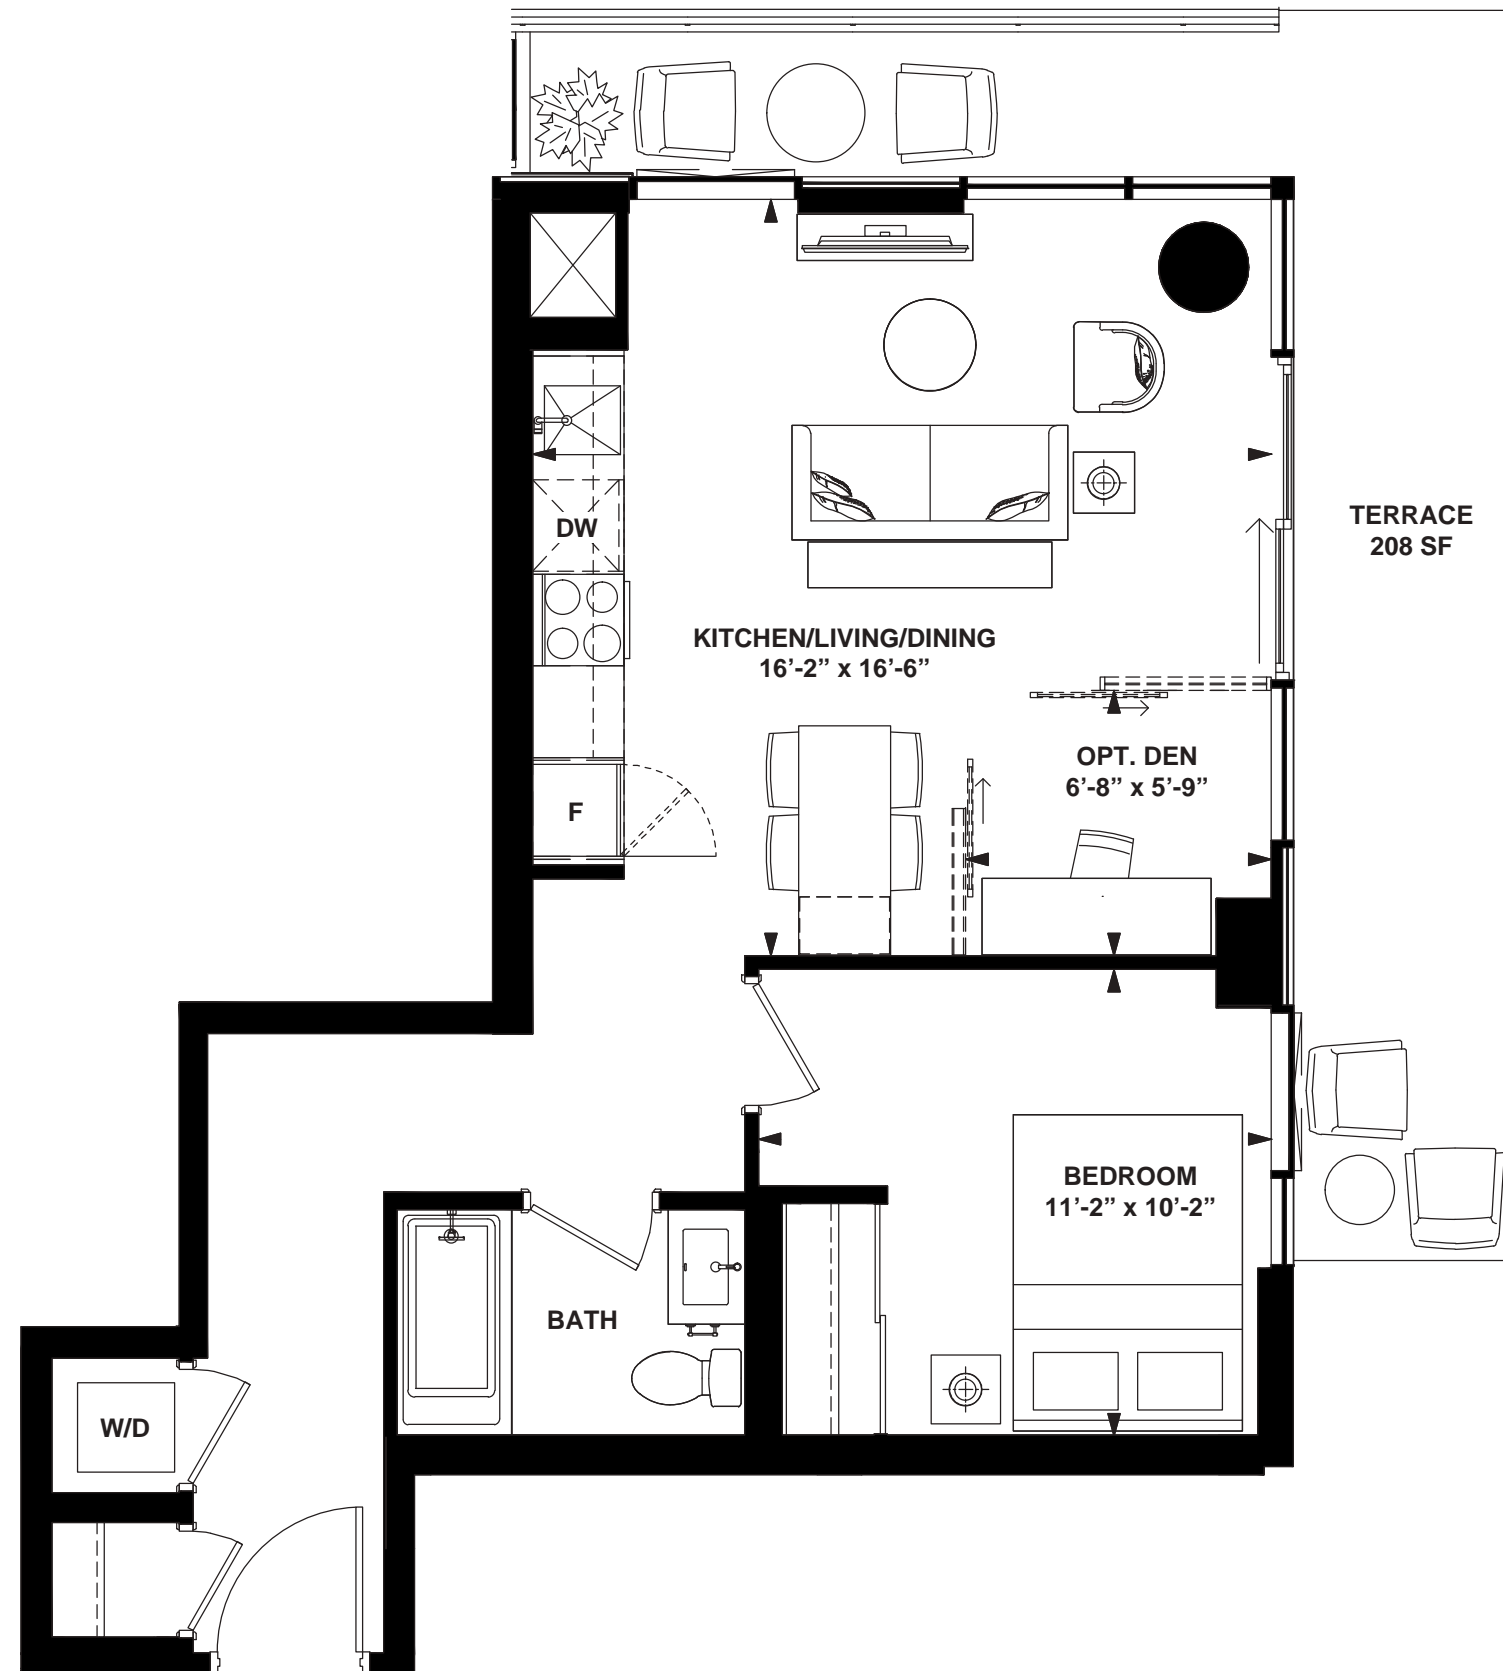 TERRACE
208 SF
DW
KITCHEN/LIVING/DINING
16’-2” x 16’-6”
OPT. DEN
6’-8” x 5’-9”
F
BEDROOM
11’-2” x 10’-2”
BATH
W/D